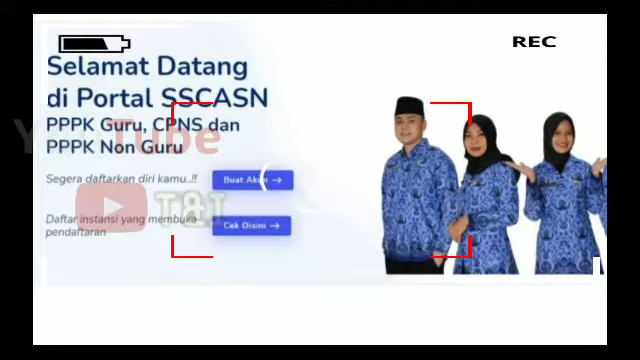 REC
Selamat Datang
di Portal SSCASN
PPPK Guru, CPNS dan
PPPK Non Guru
YouTube
Segera daftarkan diri kamu..!!
Buat Akun →
T&T
Daftar instansi yang membuka
pendaftaran
Cek Disini →